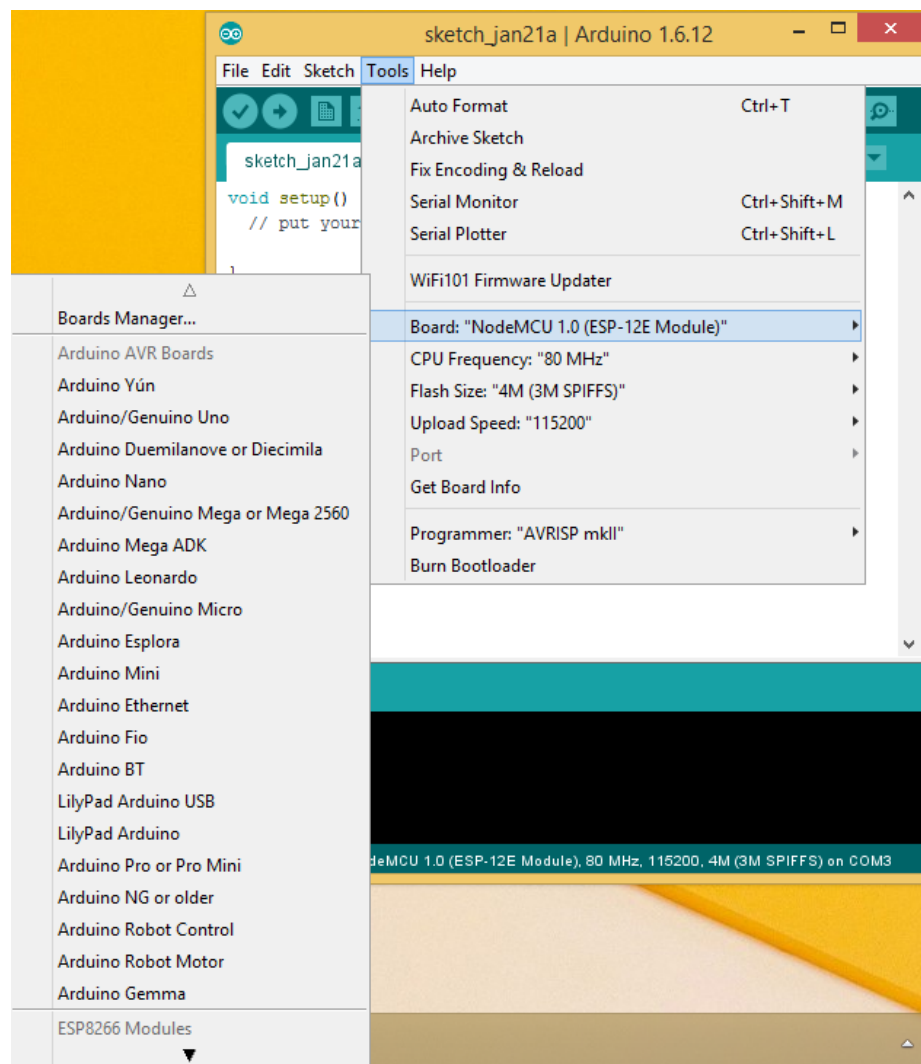 sketch_jan21a | Arduino 1.6.12
File Edit Sketch Tools Help
sketch_jan21a
void setup()
// put your
Auto Format Ctrl+T
Archive Sketch
Fix Encoding & Reload
Serial Monitor Ctrl+Shift+M
Serial Plotter Ctrl+Shift+L
WiFi101 Firmware Updater
Board: "NodeMCU 1.0 (ESP-12E Module)"
CPU Frequency: "80 MHz"
Flash Size: "4M (3M SPIFFS)"
Upload Speed: "115200"
Port
Get Board Info
Programmer: "AVRISP mkII"
Burn Bootloader
Boards Manager...
Arduino AVR Boards
Arduino Yún
Arduino/Genuino Uno
Arduino Duemilanove or Diecimila
Arduino Nano
Arduino/Genuino Mega or Mega 2560
Arduino Mega ADK
Arduino Leonardo
Arduino/Genuino Micro
Arduino Esplora
Arduino Mini
Arduino Ethernet
Arduino Fio
Arduino BT
LilyPad Arduino USB
LilyPad Arduino
Arduino Pro or Pro Mini
Arduino NG or older
Arduino Robot Control
Arduino Robot Motor
Arduino Gemma
ESP8266 Modules
deMCU 1.0 (ESP-12E Module), 80 MHz, 115200, 4M (3M SPIFFS) on COM3